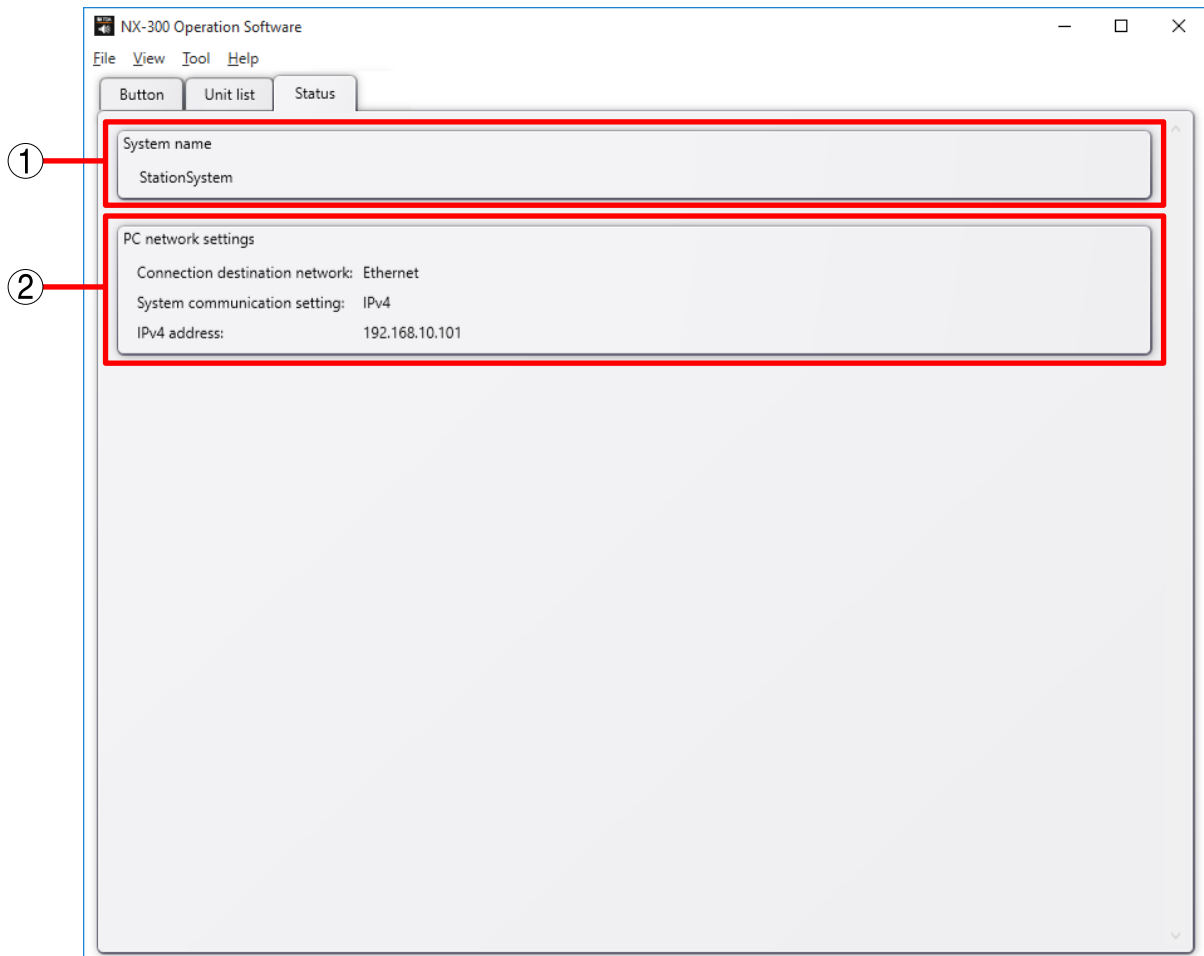 NX-300 Operation Software
File View Tool Help
Button Unit list Status
① System name
StationSystem
② PC network settings
Connection destination network: Ethernet
System communication setting: IPv4
IPv4 address: 192.168.10.101